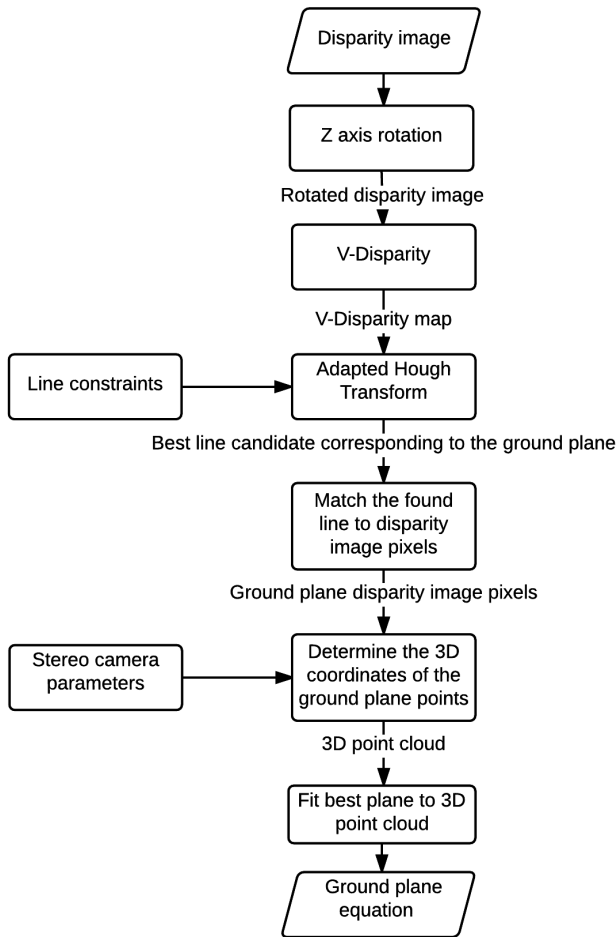 Disparity image
Z axis rotation
Rotated disparity image
V-Disparity
V-Disparity map
Line constraints
Adapted Hough
Transform
Best line candidate corresponding to the ground plane
Match the found
line to disparity
image pixels
Ground plane disparity image pixels
Stereo camera
parameters
Determine the 3D
coordinates of the
ground plane points
3D point cloud
Fit best plane to 3D
point cloud
Ground plane
equation